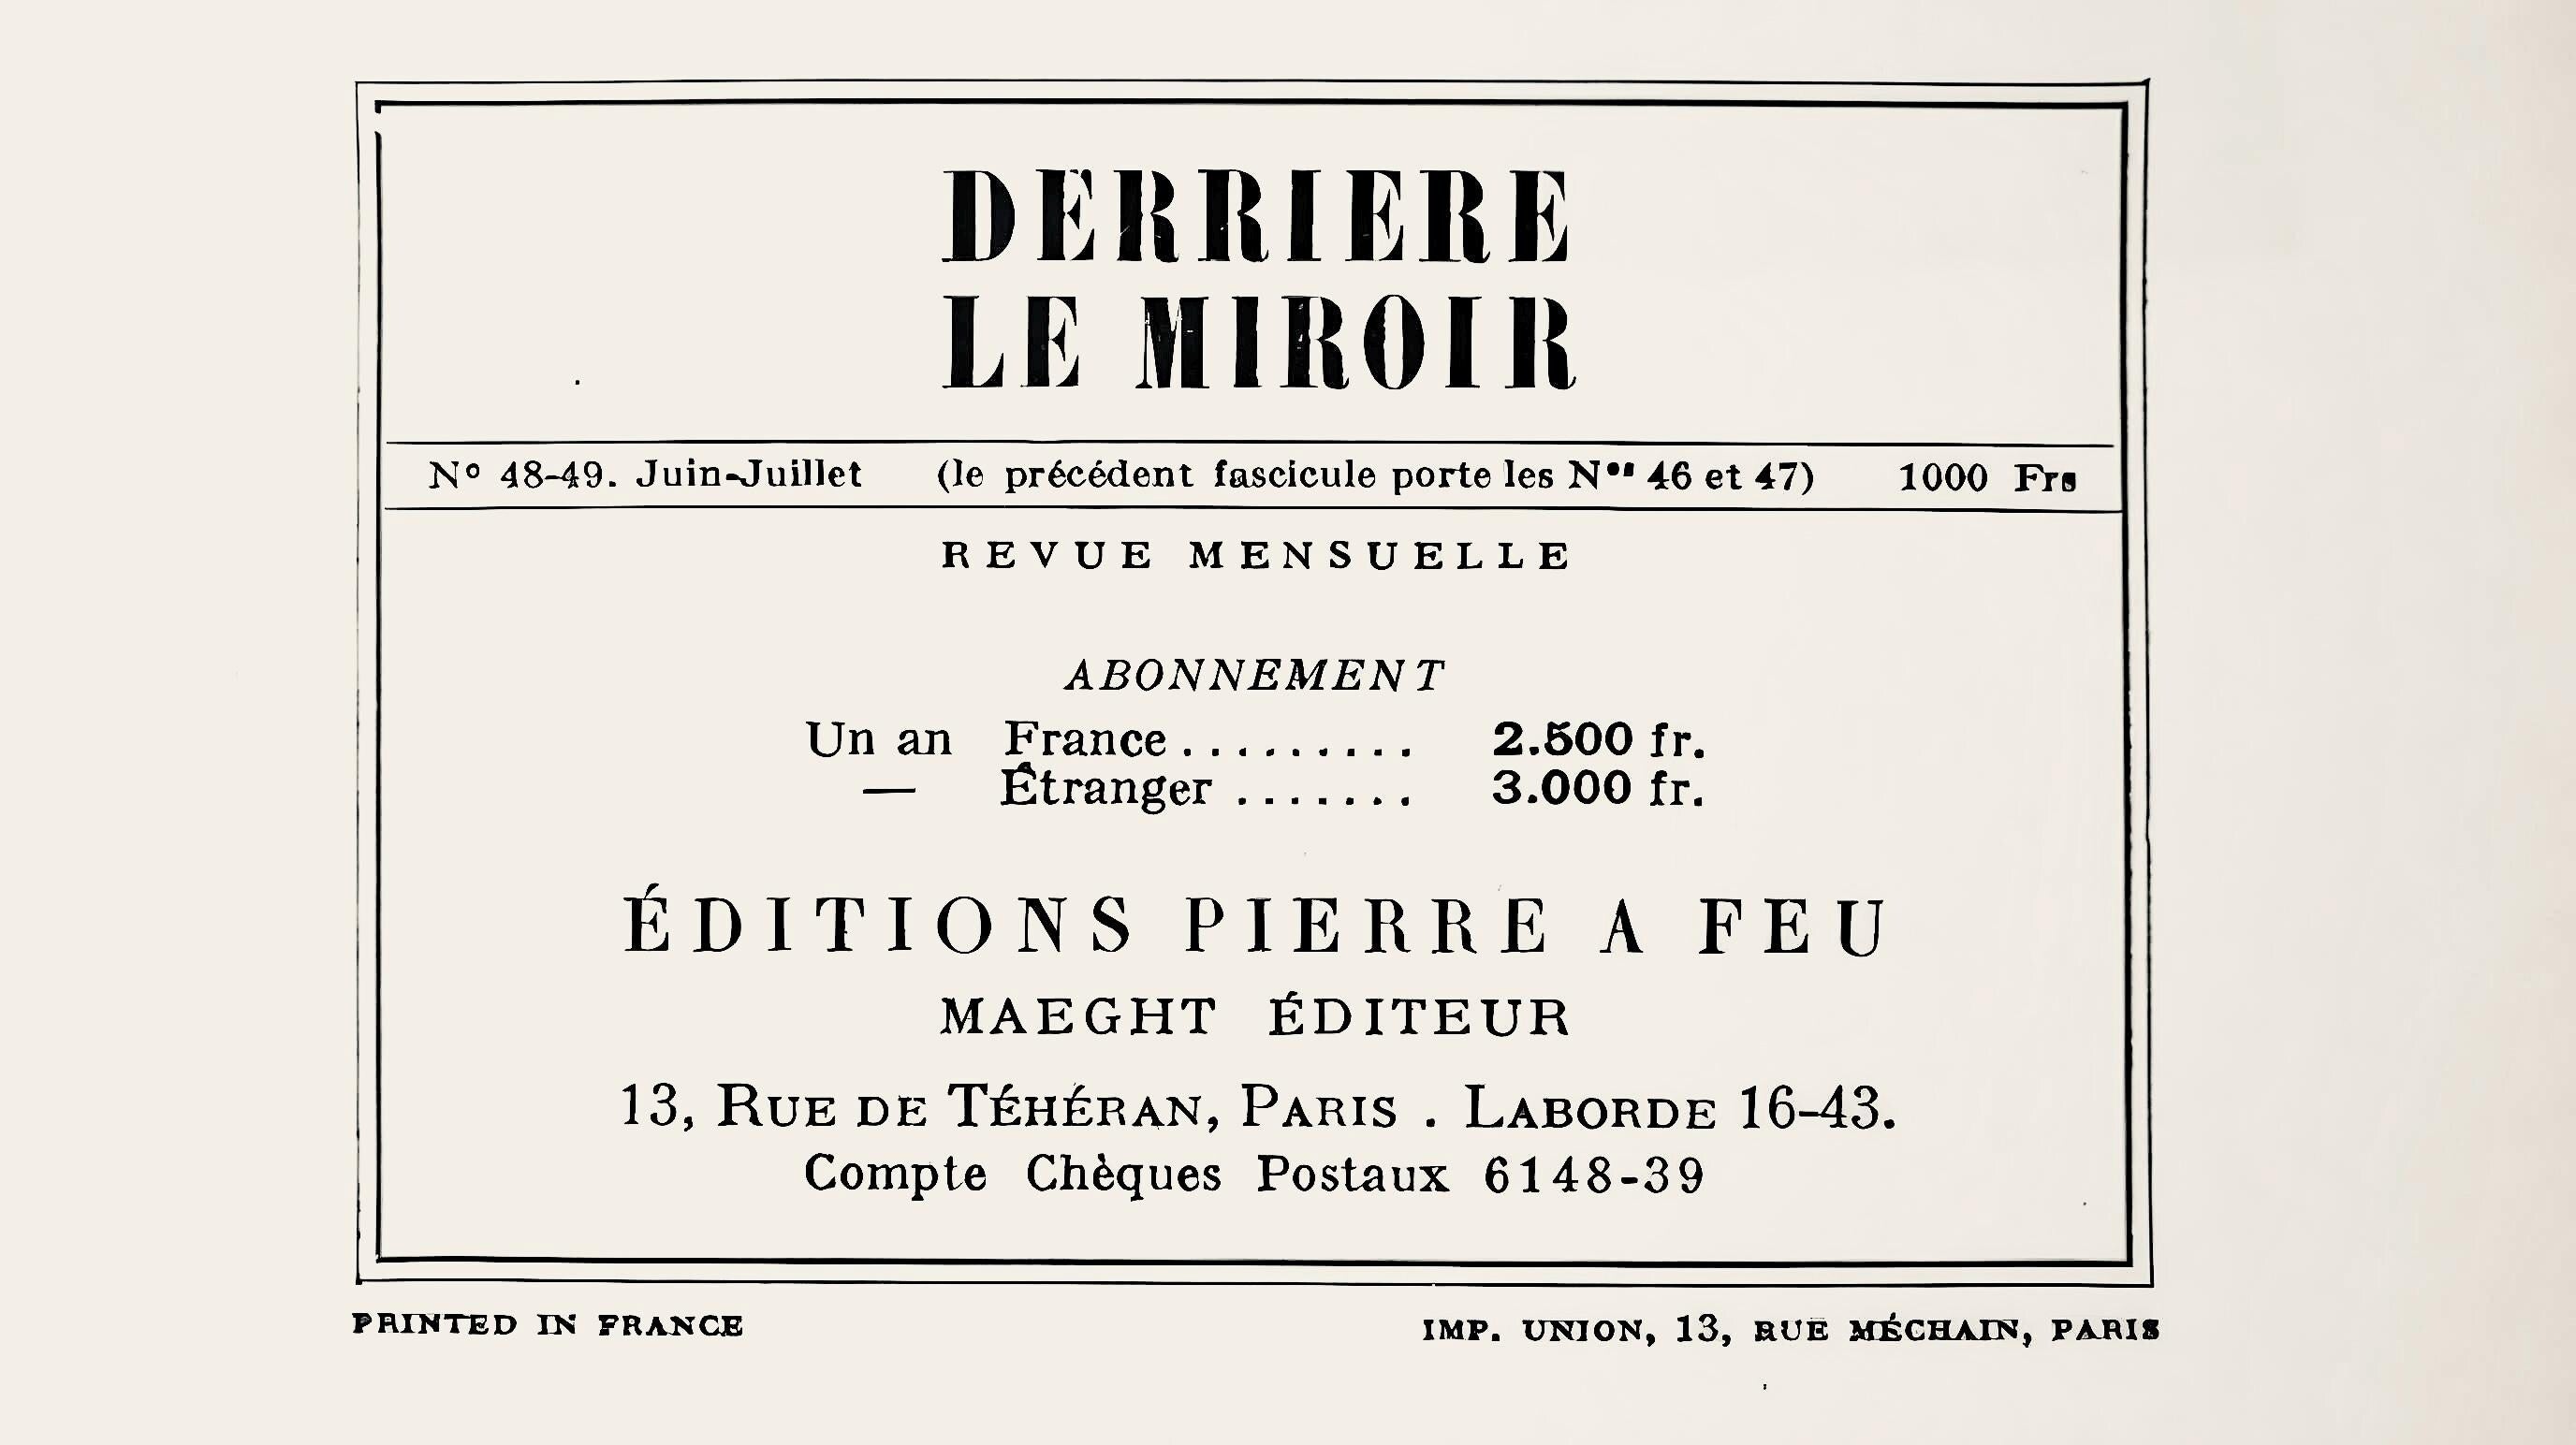 DERRIERE
LE MIROIR
Nº 48-49. Juin-Juillet (le précédent fascicule porte les Nos 46 et 47) 1000 Frs
REVUE MENSUELLE
ABONNEMENT
Un an France......... 2.500 fr.
— Étranger ....... 3.000 fr.
ÉDITIONS PIERRE A FEU
MAEGHT ÉDITEUR
13, RUE DE TÉHÉRAN, PARIS . LABORDE 16-43.
Compte Chèques Postaux 6148-39
PRINTED IN FRANCE
IMP. UNION, 13, RUE MÉCHAIN, PARIS